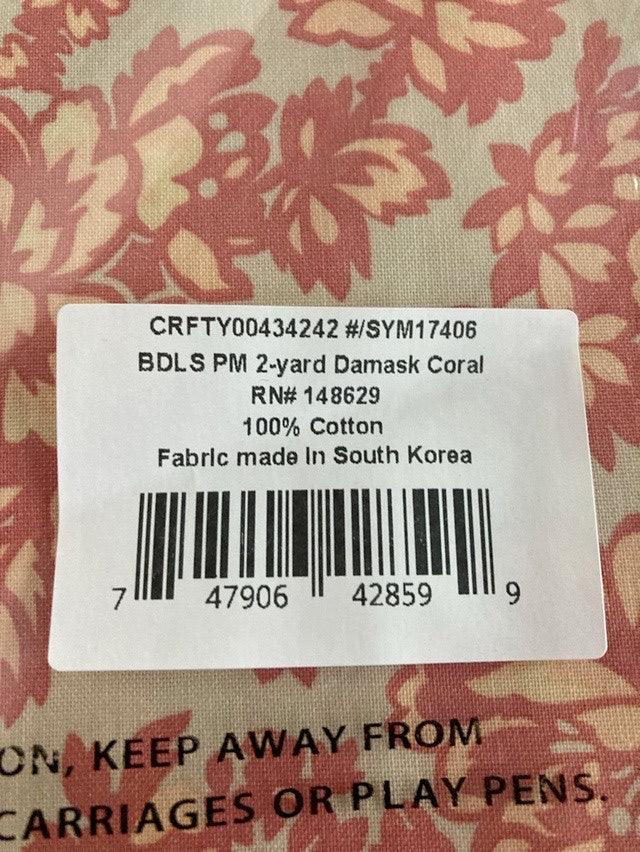 CRFTY00434242 #/SYM17406
BDLS PM 2-yard Damask Coral
RN# 148629
100% Cotton
Fabric made in South Korea
7 47906 42859 9
ON, KEEP AWAY FROM
CARRIAGES OR PLAY PENS.